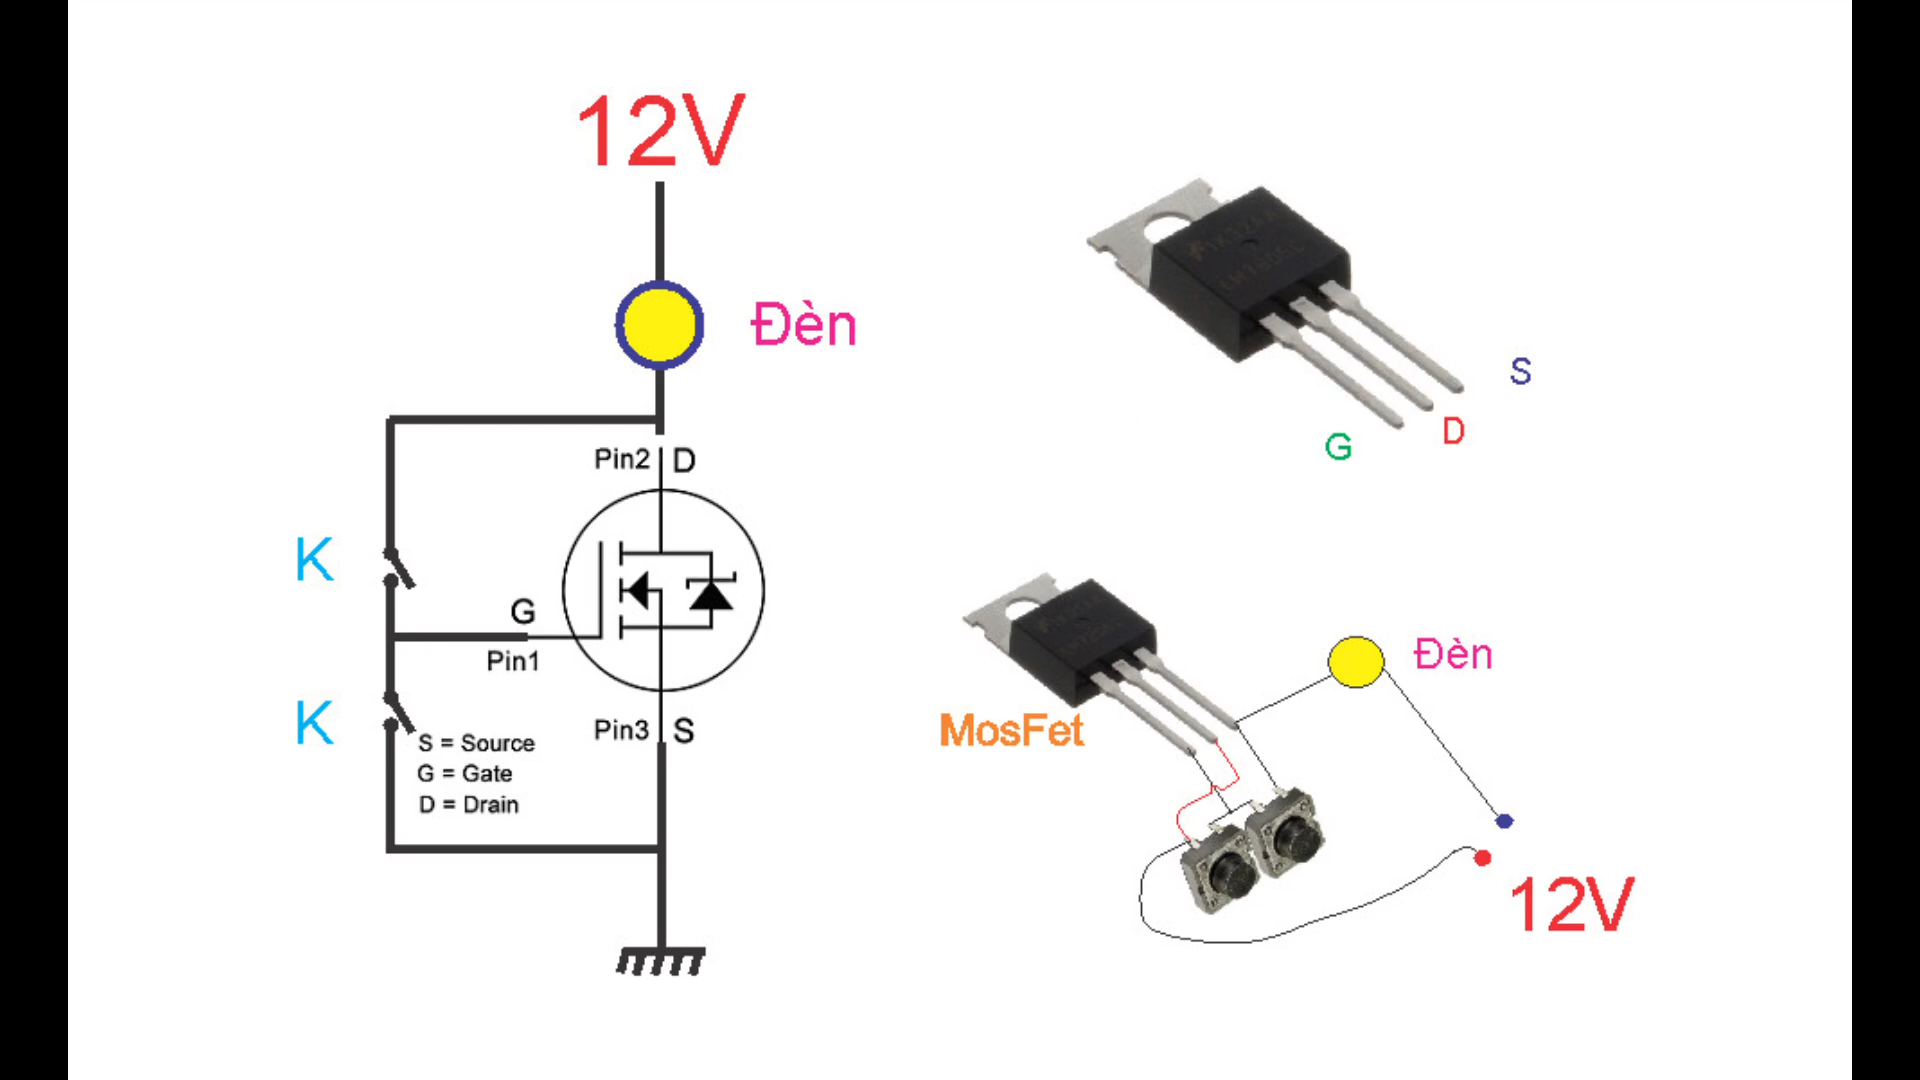 12V
Đèn
Pin2 D
K
G
Pin1
K
Pin3 S
S = Source
G = Gate
D = Drain
S
D
G
Đèn
MosFet
12V